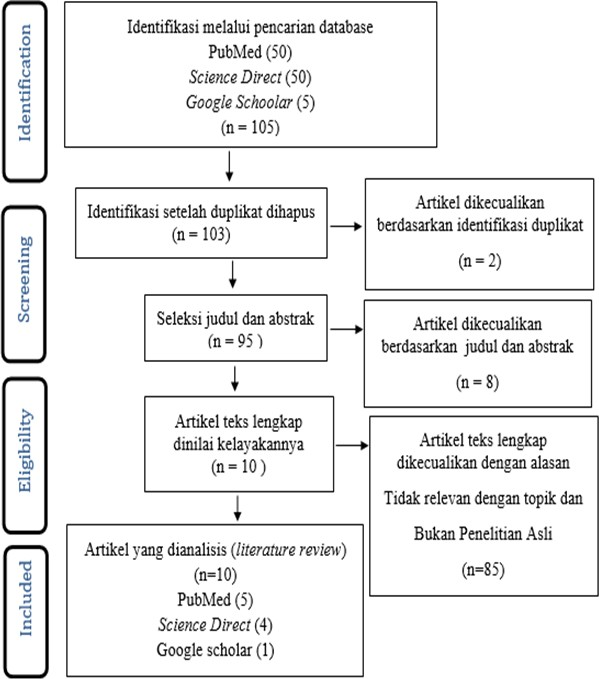 Identification
Identifikasi melalui pencarian database
PubMed (50)
Science Direct (50)
Google Schoolar (5)
(n = 105)
Screening
Identifikasi setelah duplikat dihapus
(n = 103)
Artikel dikecualikan
berdasarkan identifikasi duplikat
(n = 2)
Seleksi judul dan abstrak
(n = 95 )
Artikel dikecualikan
berdasarkan judul dan abstrak
(n = 8)
Eligibility
Artikel teks lengkap
dinilai kelayakannya
(n = 10 )
Artikel teks lengkap
dikecualikan dengan alasan
Tidak relevan dengan topik dan
Bukan Penelitian Asli
(n=85)
Included
Artikel yang dianalisis (literature review)
(n=10)
PubMed (5)
Science Direct (4)
Google scholar (1)